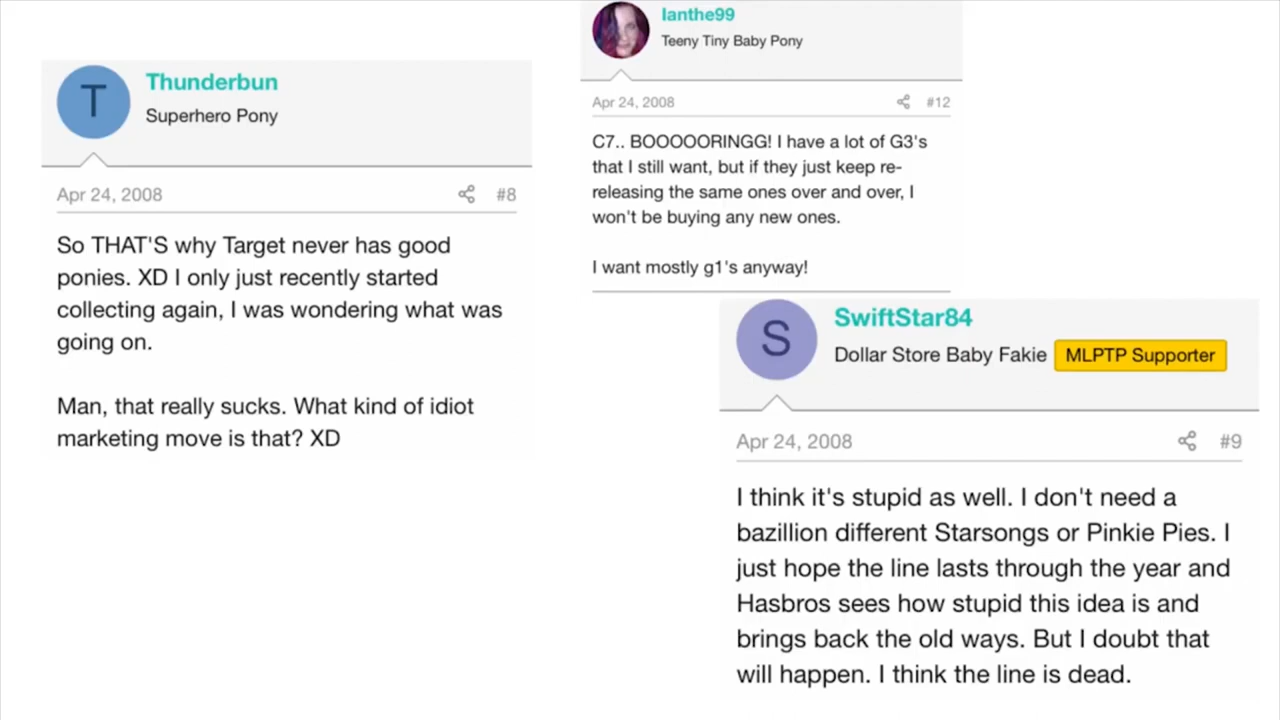 T
Thunderbun
Superhero Pony
Apr 24, 2008 #8
So THAT'S why Target never has good
ponies. XD I only just recently started
collecting again, I was wondering what was
going on.
Man, that really sucks. What kind of idiot
marketing move is that? XD
Ianthe99
Teeny Tiny Baby Pony
Apr 24, 2008 #12
C7.. BOOOOORINGG! I have a lot of G3's
that I still want, but if they just keep re-
releasing the same ones over and over, I
won't be buying any new ones.
I want mostly g1's anyway!
S
SwiftStar84
Dollar Store Baby Fakie MLPTP Supporter
Apr 24, 2008 #9
I think it's stupid as well. I don't need a
bazillion different Starsongs or Pinkie Pies. I
just hope the line lasts through the year and
Hasbros sees how stupid this idea is and
brings back the old ways. But I doubt that
will happen. I think the line is dead.